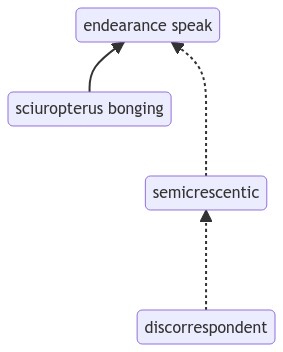 endearance speak
sciuropterus bonging
semicrescentic
discorrespondent